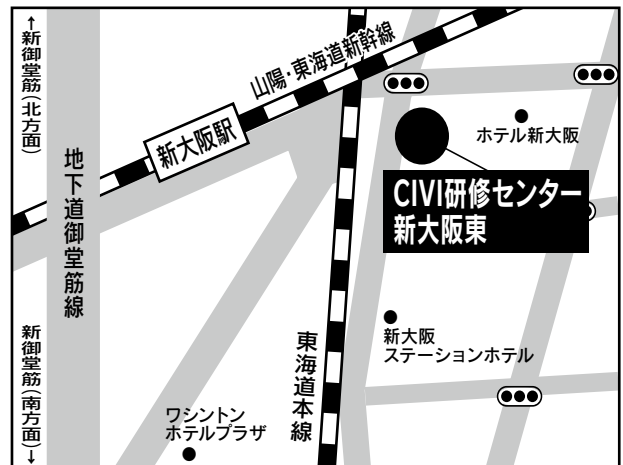 ↑新御堂筋(北方面)
山陽・東海道新幹線
新大阪駅
地下道御堂筋線
ホテル新大阪
CIVI研修センター
新大阪東
新大阪
ステーションホテル
東海道本線
新御堂筋(南方面)↓
ワシントン
ホテルプラザ